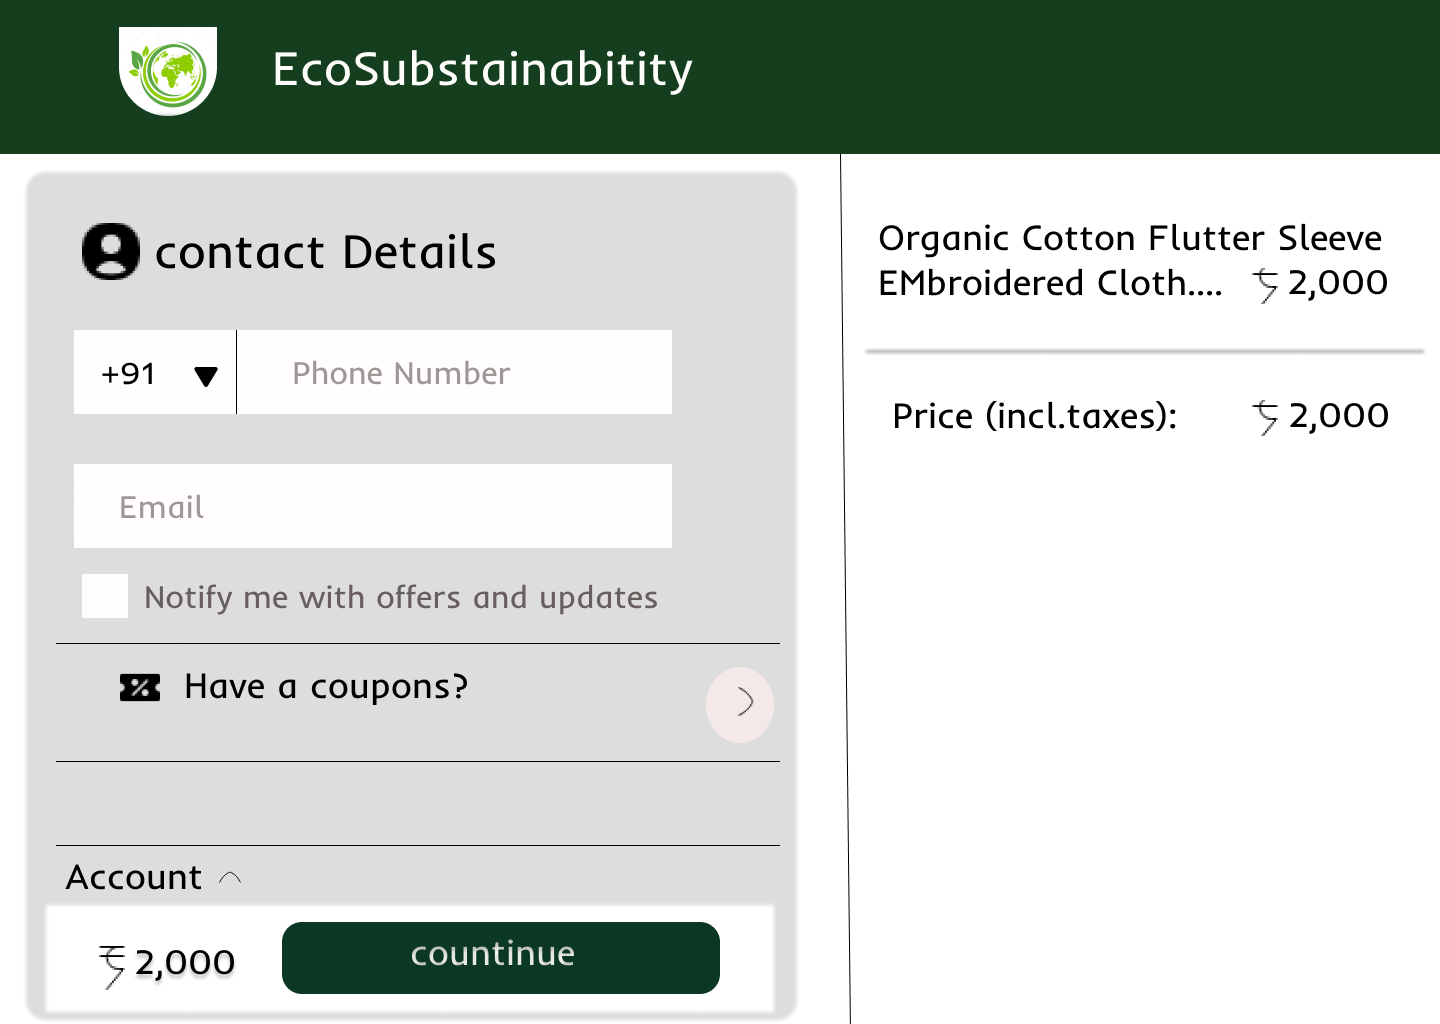 EcoSubstainabitity
contact Details
+91
Phone Number
Email
Notify me with offers and updates
Have a coupons?
Account
₹ 2,000
countinue
Organic Cotton Flutter Sleeve
EMbroidered Cloth.... ₹ 2,000
Price (incl.taxes): ₹ 2,000